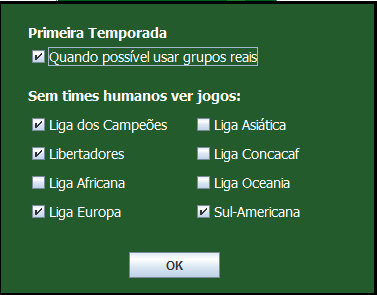 Primeira Temporada
Quando possível usar grupos reais
Sem times humanos ver jogos:
Liga dos Campeões Liga Asiática
Libertadores Liga Concacaf
Liga Africana Liga Oceania
Liga Europa Sul-Americana
OK